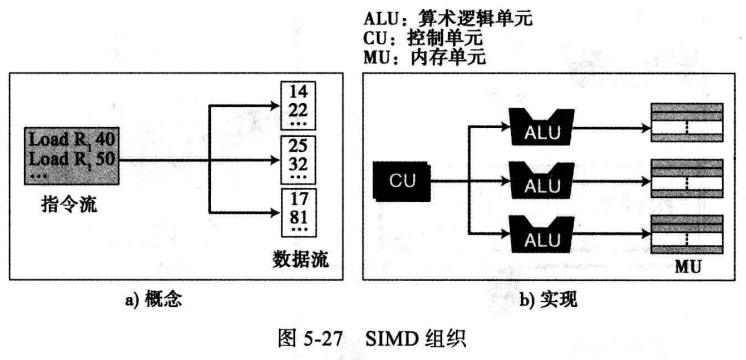 ALU：算术逻辑单元
CU：控制单元
MU：内存单元
Load R₁ 40
Load R₁ 50
…
指令流
14
22
…
25
32
…
17
81
…
数据流
a) 概念
CU
ALU
ALU
ALU
MU
b) 实现
图 5-27 SIMD 组织